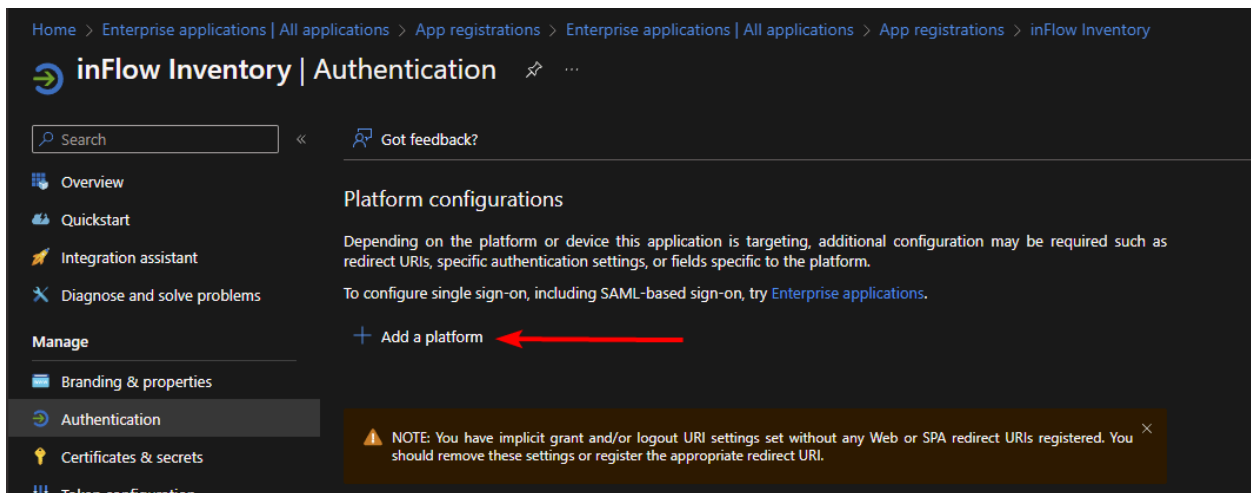 Home > Enterprise applications | All applications > App registrations > Enterprise applications | All applications > App registrations > inFlow Inventory
inFlow Inventory | Authentication
Search
Got feedback?
Overview
Quickstart
Integration assistant
Diagnose and solve problems
Manage
Branding & properties
Authentication
Certificates & secrets
Token configuration
Platform configurations
Depending on the platform or device this application is targeting, additional configuration may be required such as
redirect URIs, specific authentication settings, or fields specific to the platform.
To configure single sign-on, including SAML-based sign-on, try Enterprise applications.
Add a platform
NOTE: You have implicit grant and/or logout URI settings set without any Web or SPA redirect URIs registered. You
should remove these settings or register the appropriate redirect URI.